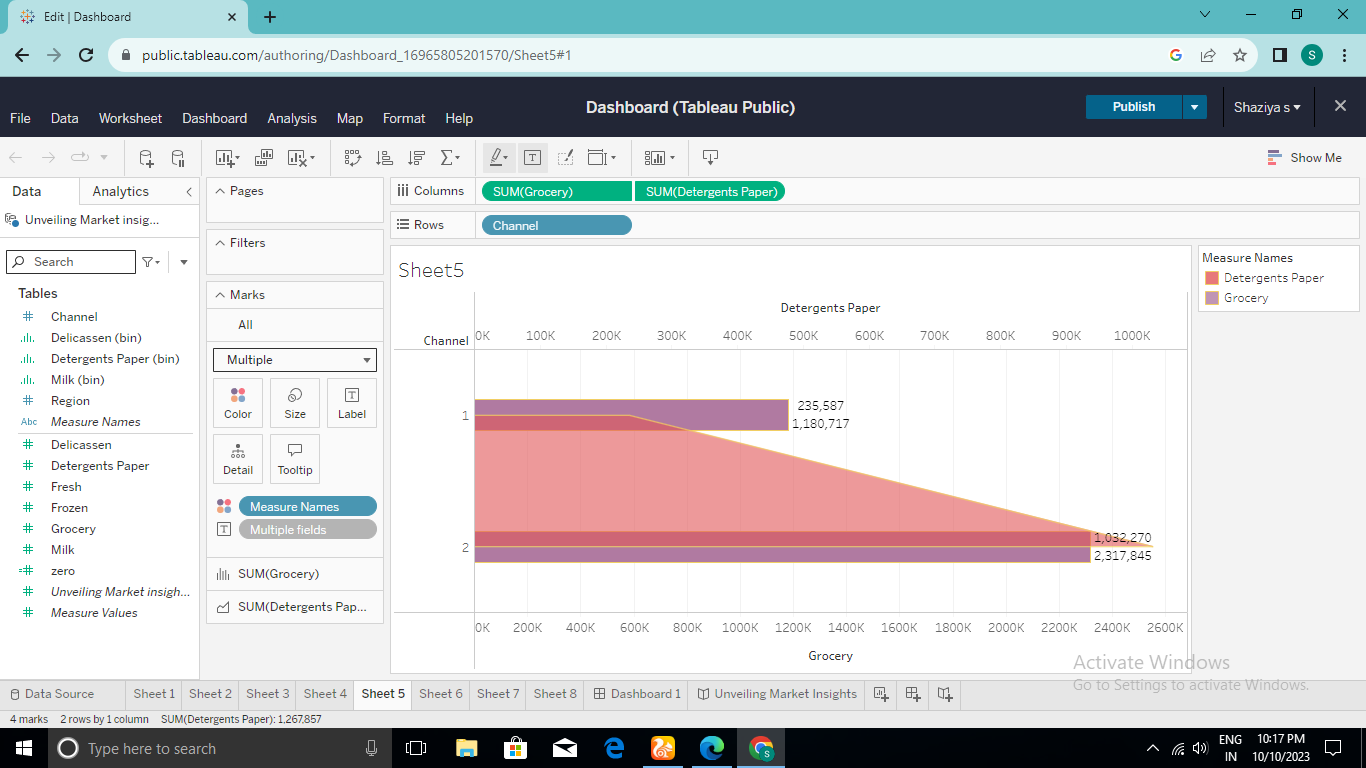 Edit | Dashboard
public.tableau.com/authoring/Dashboard_16965805201570/Sheet5#1
S
Dashboard (Tableau Public)
Publish
Shaziya s
File Data Worksheet Dashboard Analysis Map Format Help
Show Me
Data Analytics
Unveiling Market insig...
Search
Tables
Channel
Delicassen (bin)
Detergents Paper (bin)
Milk (bin)
Region
Abc Measure Names
Delicassen
Detergents Paper
Fresh
Frozen
Grocery
Milk
zero
Unveiling Market insigh...
Measure Values
Pages
Filters
Marks
All
Multiple
Color Size Label
Detail Tooltip
Measure Names
Multiple fields
SUM(Grocery)
SUM(Detergents Pap...
Columns SUM(Grocery) SUM(Detergents Paper)
Rows Channel
Sheet5
Detergents Paper
Channel
0K 100K 200K 300K 400K 500K 600K 700K 800K 900K 1000K
1
235,587
1,180,717
2
1,032,270
2,317,845
0K 200K 400K 600K 800K 1000K 1200K 1400K 1600K 1800K 2000K 2200K 2400K 2600K
Grocery
Measure Names
Detergents Paper
Grocery
Activate Windows
Go to Settings to activate Windows.
Data Source Sheet 1 Sheet 2 Sheet 3 Sheet 4 Sheet 5 Sheet 6 Sheet 7 Sheet 8 Dashboard 1 Unveiling Market Insights
4 marks 2 rows by 1 column SUM(Detergents Paper): 1,267,857
Type here to search
ENG
IN
10:17 PM
10/10/2023